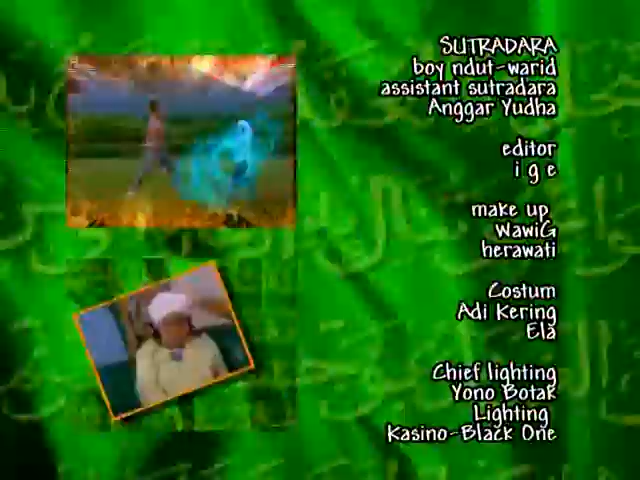 SUTRADARA
boy ndut-warid
assistant sutradara
Anggar Yudha
editor
i g e
make up
WawiG
herawati
Costum
Adi Kering
Ela
Chief lighting
Yono Botak
Lighting
Kasino-Black One